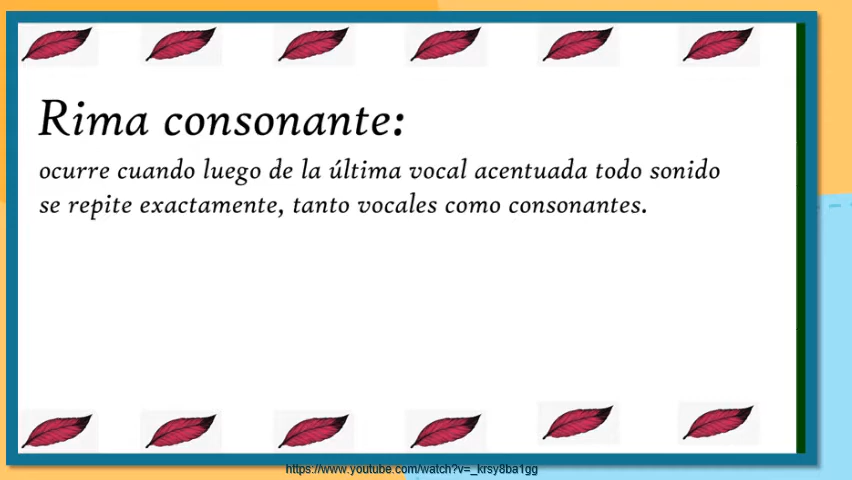 Rima consonante:
ocurre cuando luego de la última vocal acentuada todo sonido
se repite exactamente, tanto vocales como consonantes.
https://www.youtube.com/watch?v=_krsy8ba1gg